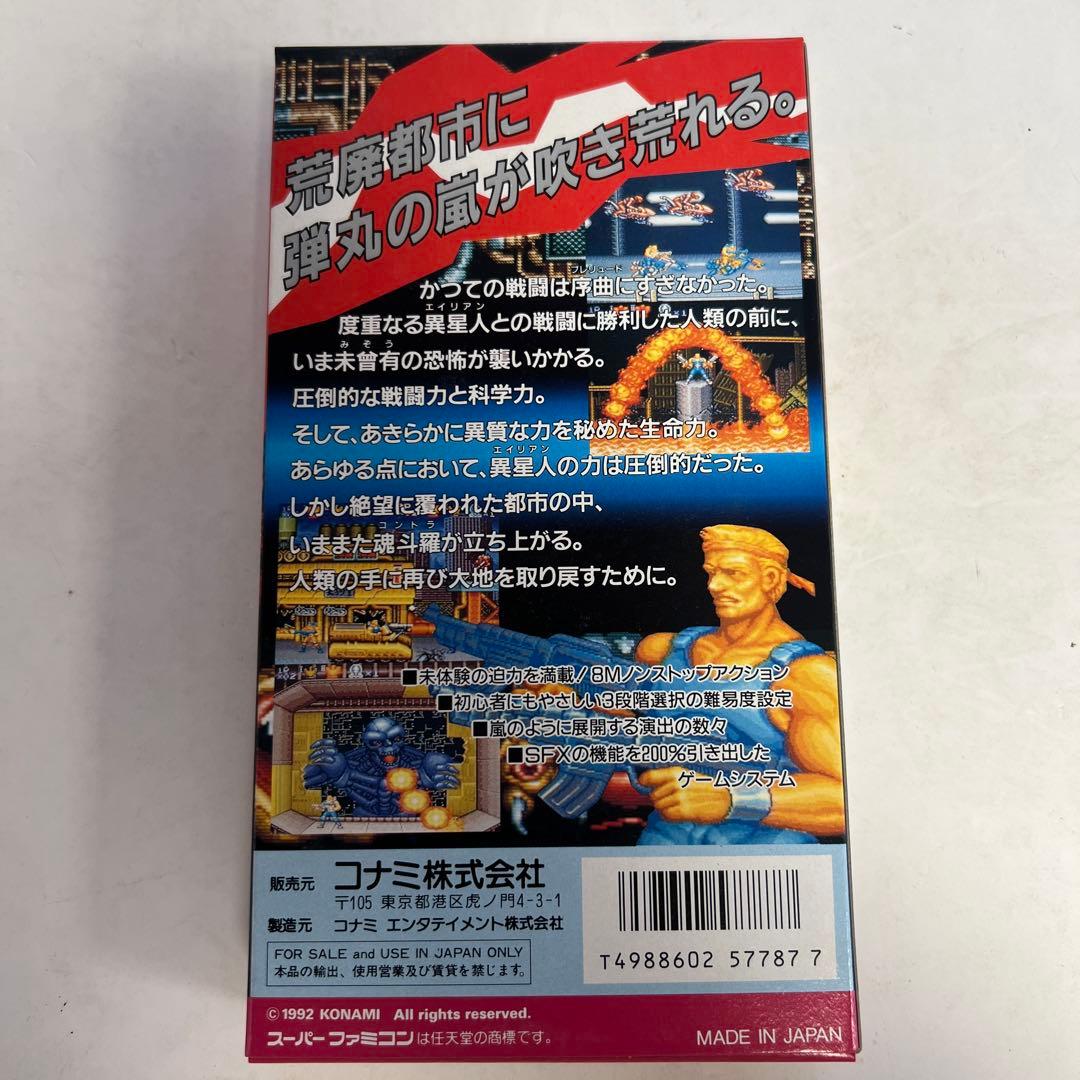 荒廃都市に
弾丸の嵐が吹き荒れる。
プレリュード
かつての戦闘は序曲にすぎなかった。
エイリアン
度重なる異星人との戦闘に勝利した人類の前に、
みぞう
いま未曾有の恐怖が襲いかかる。
圧倒的な戦闘力と科学力。
そして、あきらかに異質な力を秘めた生命力。
エイリアン
あらゆる点において、異星人の力は圧倒的だった。
しかし絶望に覆われた都市の中、
コントラ
いままた魂斗羅が立ち上がる。
人類の手に再び大地を取り戻すために。
■未体験の迫力を満載!8Mノンストップアクション
■初心者にもやさしい3段階選択の難易度設定
■嵐のように展開する演出の数々
■SFXの機能を200%引き出した
ゲームシステム
販売元 コナミ株式会社
〒105 東京都港区虎ノ門4-3-1
製造元 コナミ エンタテイメント株式会社
FOR SALE and USE IN JAPAN ONLY
本品の輸出、使用営業及び賃貸を禁じます。
T4988602 57787 7
© 1992 KONAMI All rights reserved.
スーパーファミコンは任天堂の商標です。
MADE IN JAPAN